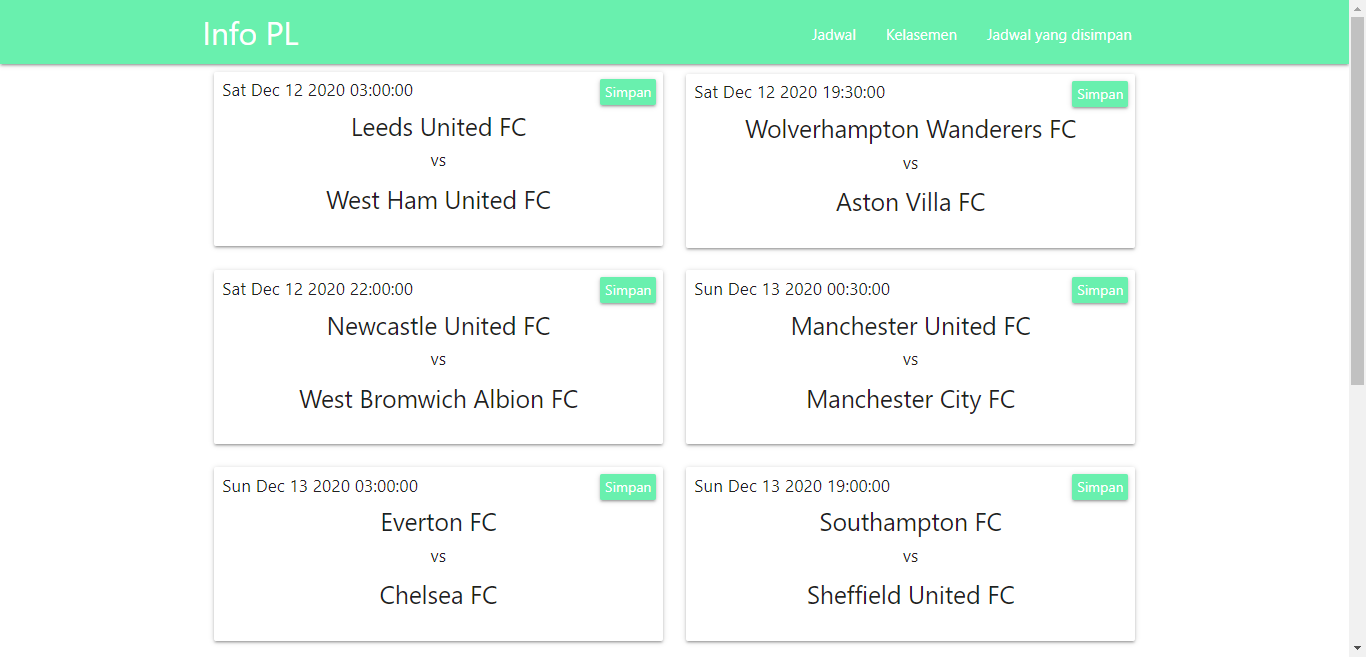 Info PL
Jadwal
Kelasemen
Jadwal yang disimpan
Sat Dec 12 2020 03:00:00
Simpan
Leeds United FC
vs
West Ham United FC
Sat Dec 12 2020 19:30:00
Simpan
Wolverhampton Wanderers FC
vs
Aston Villa FC
Sat Dec 12 2020 22:00:00
Simpan
Newcastle United FC
vs
West Bromwich Albion FC
Sun Dec 13 2020 00:30:00
Simpan
Manchester United FC
vs
Manchester City FC
Sun Dec 13 2020 03:00:00
Simpan
Everton FC
vs
Chelsea FC
Sun Dec 13 2020 19:00:00
Simpan
Southampton FC
vs
Sheffield United FC